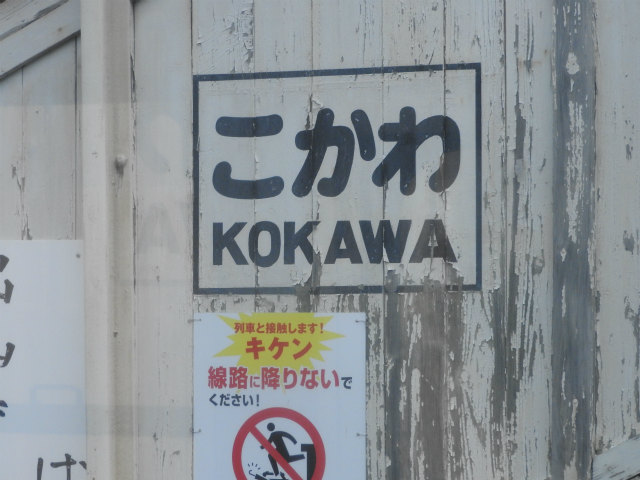 こかわ
KOKAWA
列車と接触します!
キケン
線路に降りないで
ください!